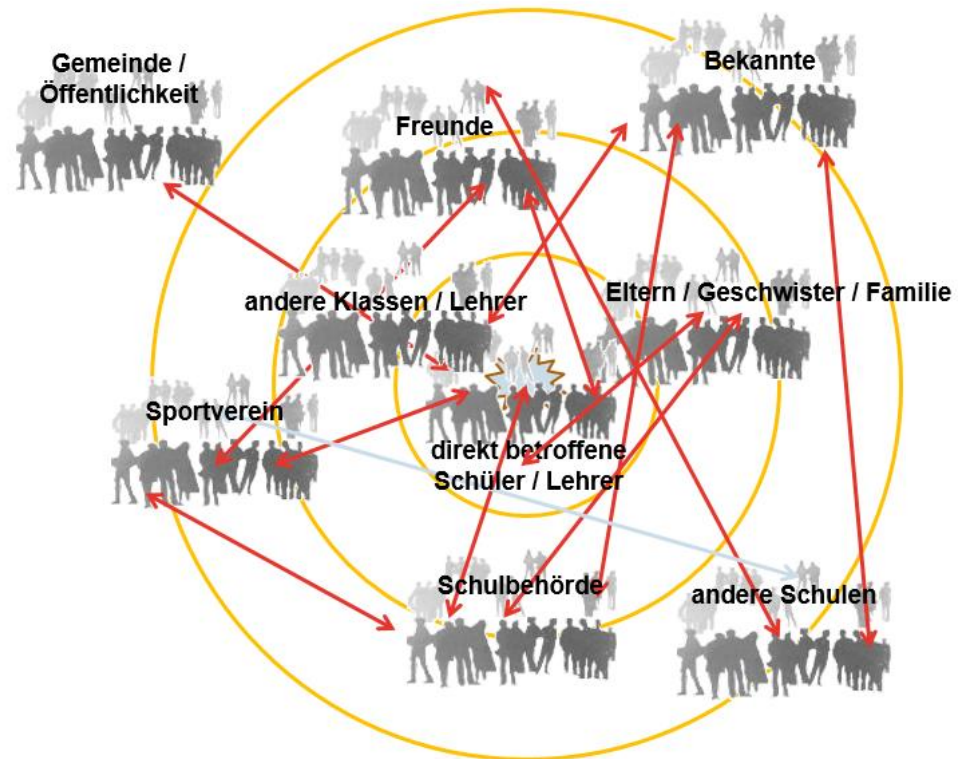 Gemeinde /
Öffentlichkeit
Bekannte
Freunde
andere Klassen / Lehrer
Eltern / Geschwister / Familie
Sportverein
direkt betroffene
Schüler / Lehrer
Schulbehörde
andere Schulen